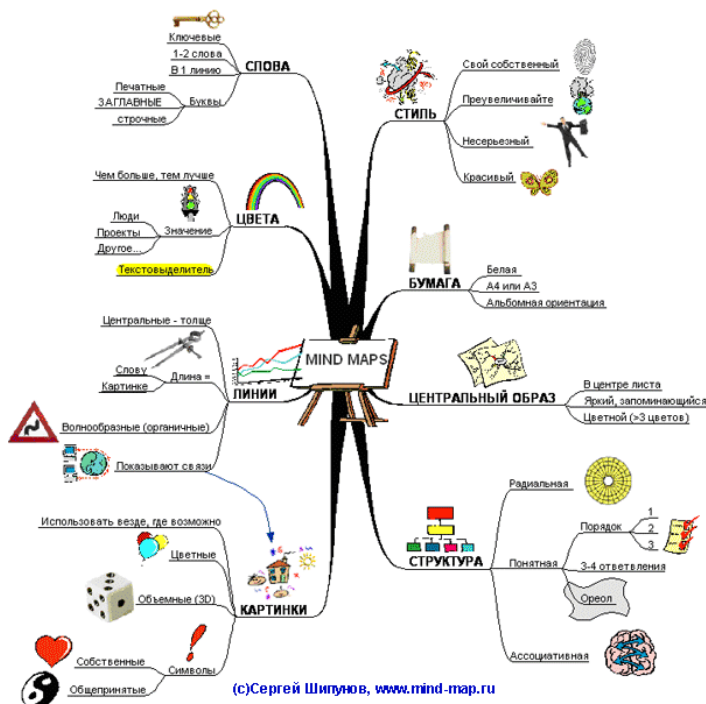 Ключевые
1-2 слова
В 1 линию
Печатные
ЗАГЛАВНЫЕ
строчные
Буквы
СЛОВА
Чем больше, тем лучше
Люди
Проекты
Другое...
Значение
Текстовыделитель
ЦВЕТА
Центральные - толще
Слову
Картинке
Длина =
Волнообразные (органичные)
Показывают связи
ЛИНИИ
Использовать везде, где возможно
Цветные
Объемные (3D)
Собственные
Общепринятые
Символы
КАРТИНКИ
MIND MAPS
СТИЛЬ
Свой собственный
Преувеличивайте
Несерьезный
Красивый
БУМАГА
Белая
А4 или А3
Альбомная ориентация
ЦЕНТРАЛЬНЫЙ ОБРАЗ
В центре листа
Яркий, запоминающийся
Цветной (>3 цветов)
СТРУКТУРА
Радиальная
Понятная
Порядок
1
2
3
3-4 ответвления
Ореол
Ассоциативная
(с)Сергей Шипунов, www.mind-map.ru